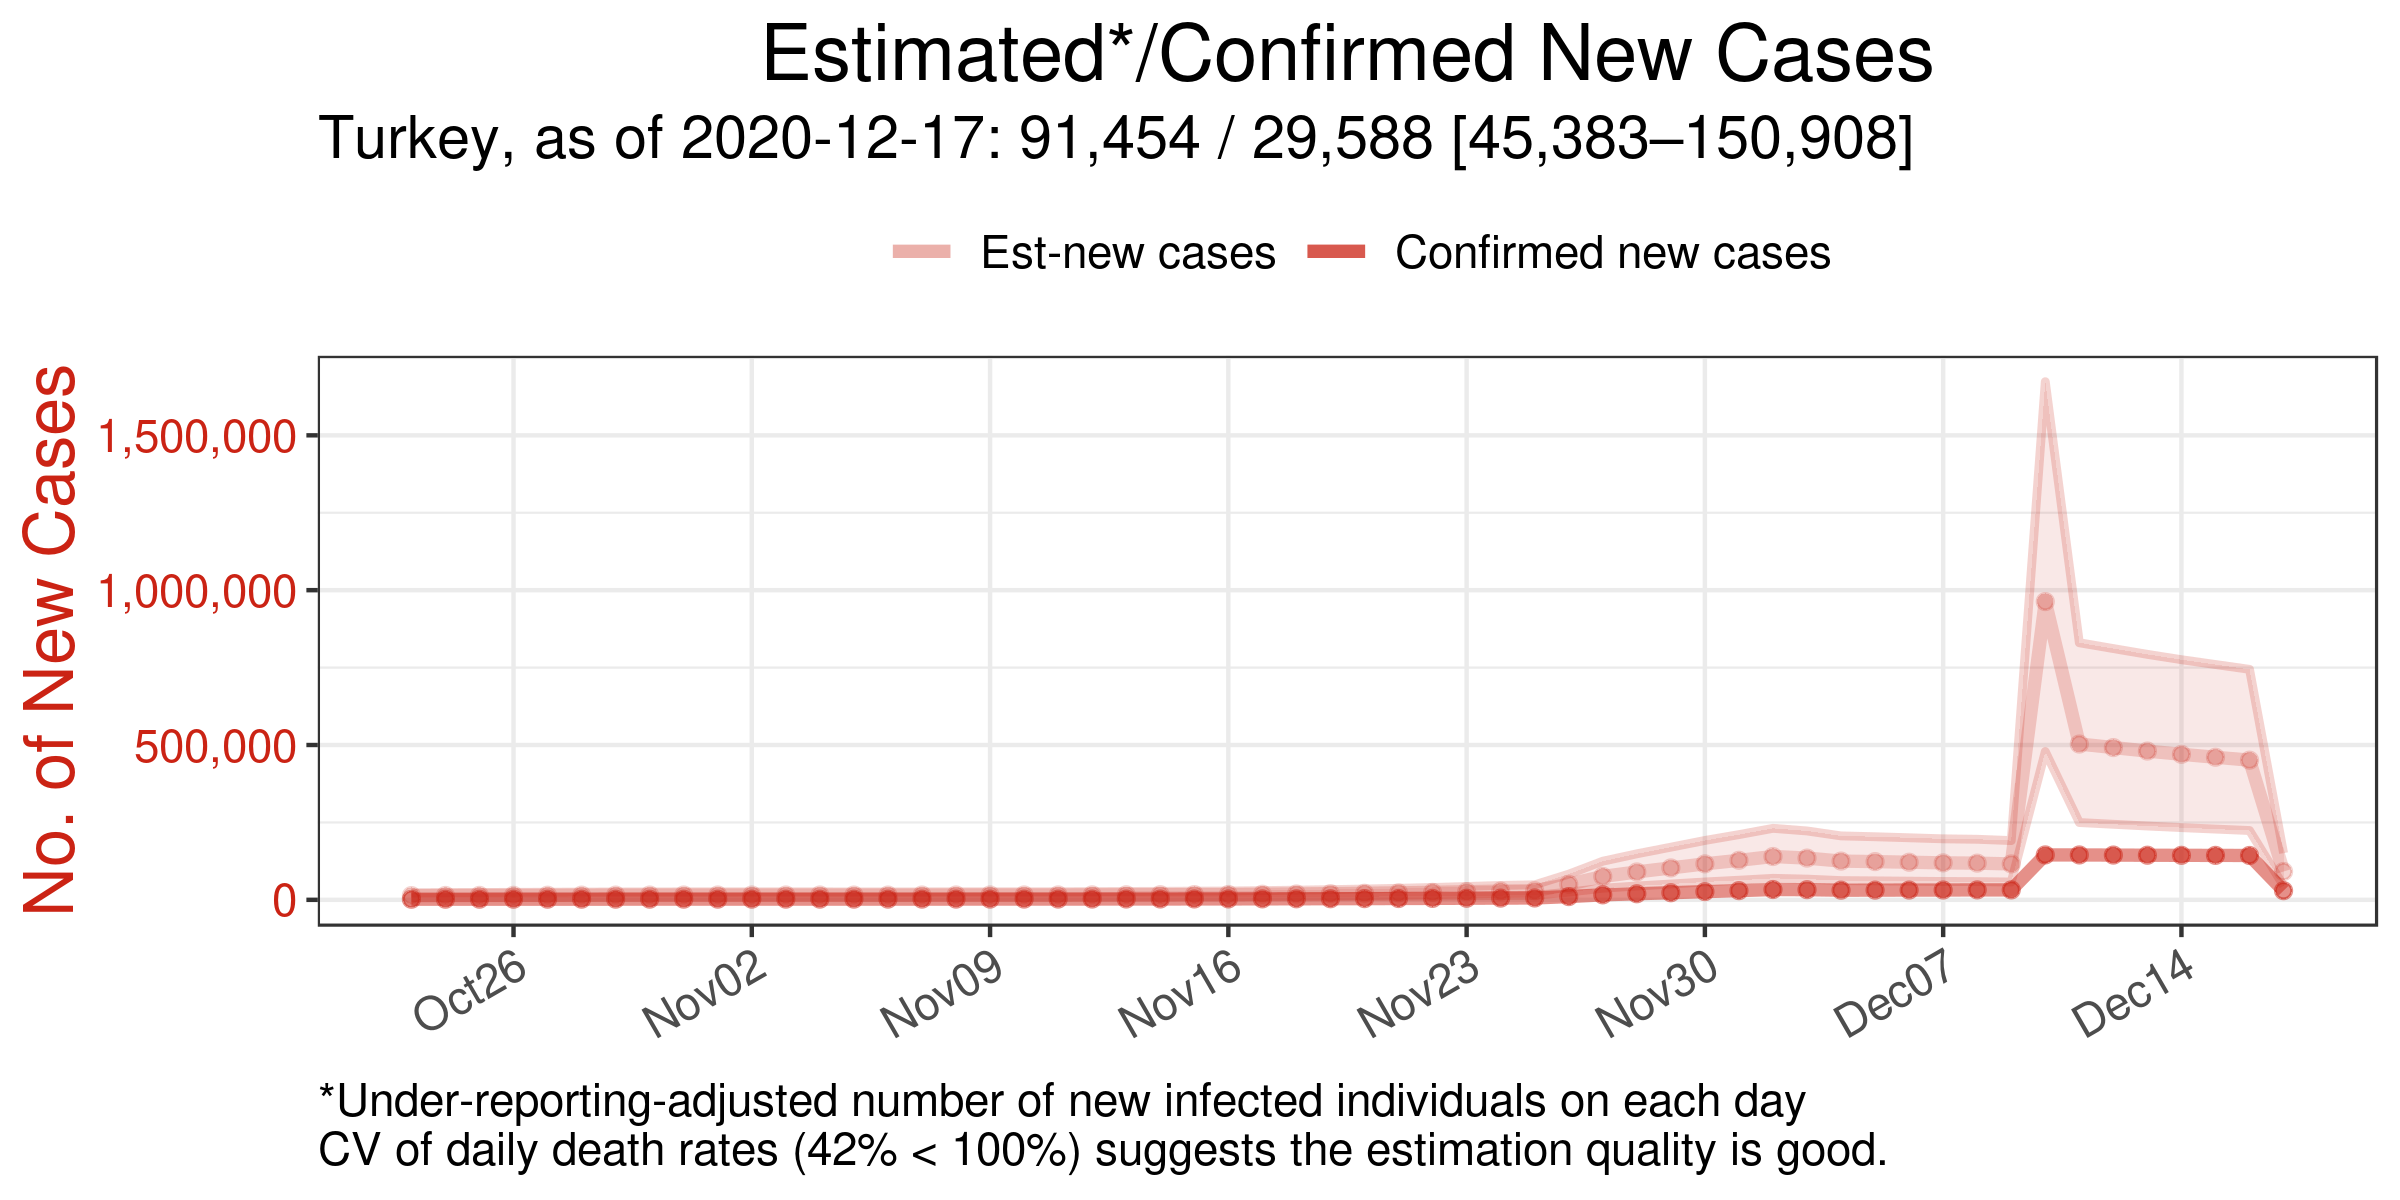 Estimated*/Confirmed New Cases
Turkey, as of 2020-12-17: 91,454 / 29,588 [45,383–150,908]
Est-new cases
Confirmed new cases
No. of New Cases
1,500,000
1,000,000
500,000
0
Oct26
Nov02
Nov09
Nov16
Nov23
Nov30
Dec07
Dec14
*Under-reporting-adjusted number of new infected individuals on each day
CV of daily death rates (42% < 100%) suggests the estimation quality is good.